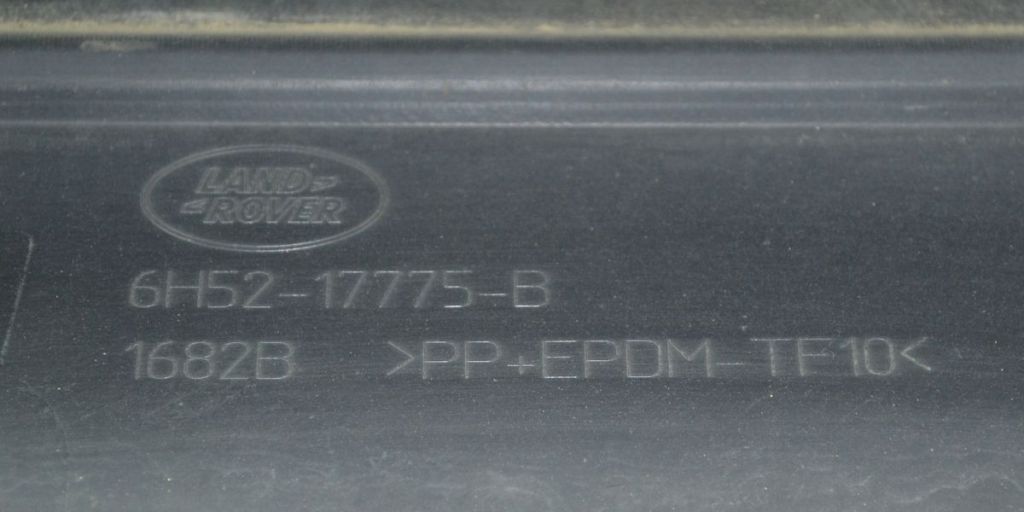 LAND
ROVER
6H52-17775-B
1682B >PP+EPDM-TF10<